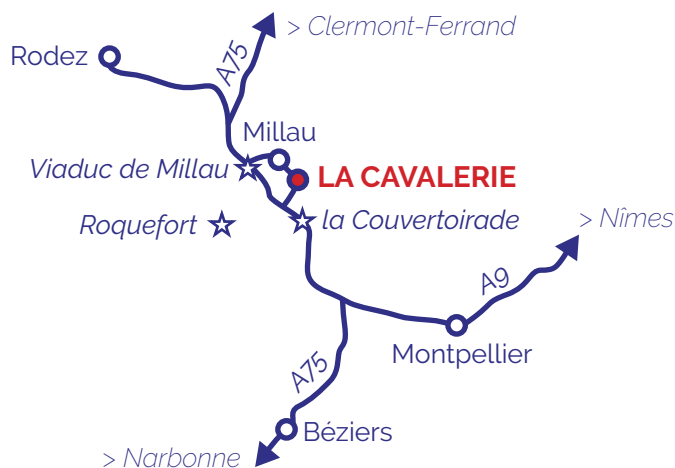 > Clermont-Ferrand
Rodez
A75
Millau
Viaduc de Millau
LA CAVALERIE
Roquefort
la Couvertoirade
> Nîmes
A9
Montpellier
A75
Béziers
> Narbonne